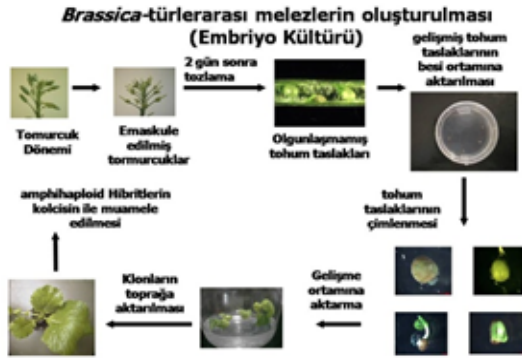 Brassica-türlerarası melezlerin oluşturulması
(Embriyo Kültürü)
Tomurcuk
Dönemi
Emaskule
edilmiş
tormurcuklar
2 gün sonra
tozlama
Olgunlaşmamış
tohum taslakları
gelişmiş tohum
taslaklarının
besi ortamına
aktarılması
tohum
taslaklarının
çimlenmesi
Gelişme
ortamına
aktarma
Klonların
toprağa
aktarılması
amphihaploid Hibritlerin
kolcisin ile muamele
edilmesi